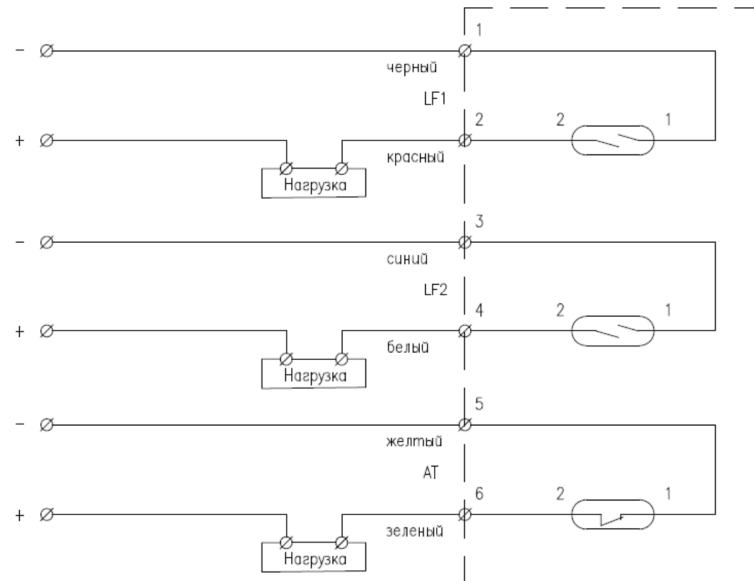 1
-
черный
LF1
+
2
2
1
красный
Нагрузка
-
3
синий
LF2
+
4
2
1
белый
Нагрузка
-
5
желтый
AT
+
6
2
1
зеленый
Нагрузка